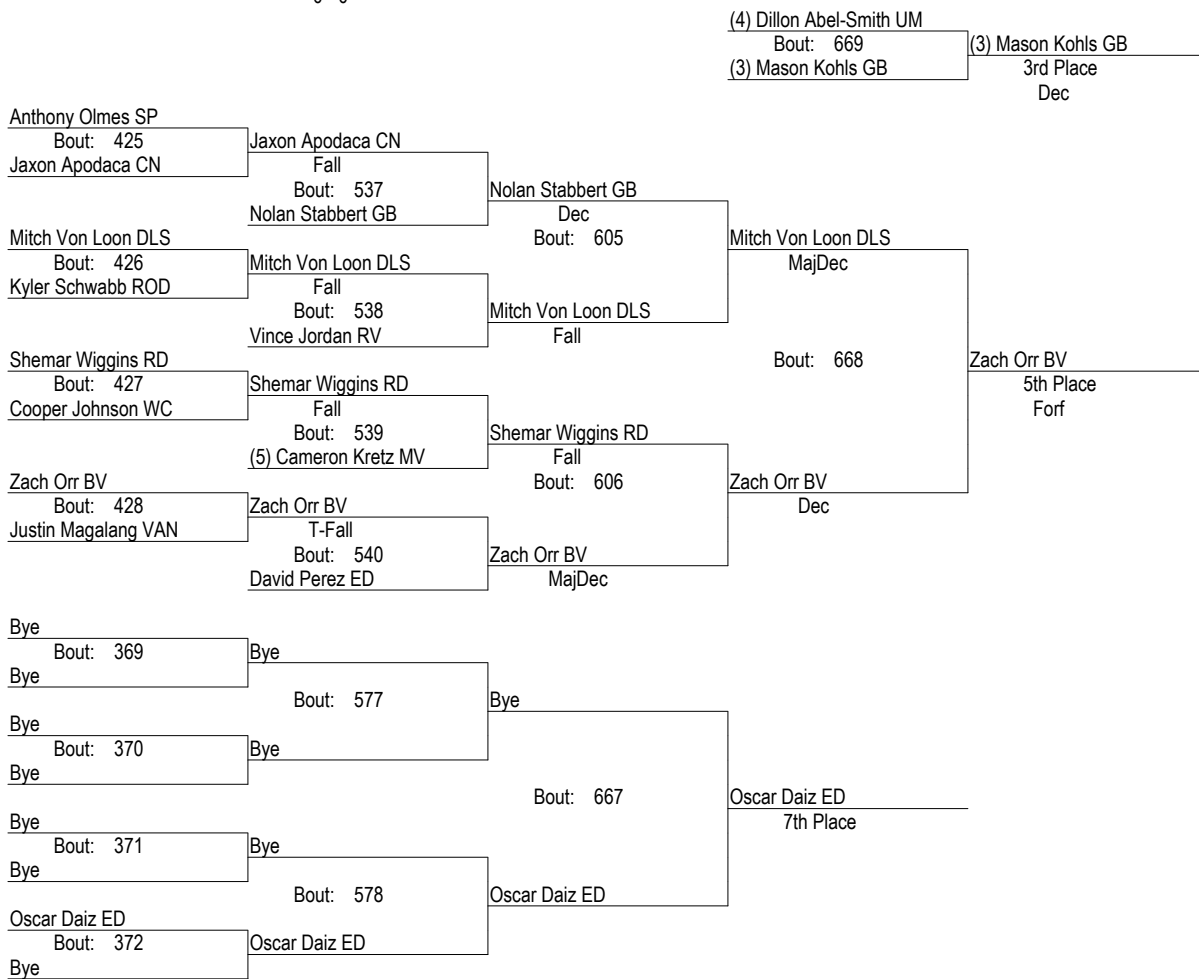 (4) Dillon Abel-Smith UM
Bout: 669
(3) Mason Kohls GB
(3) Mason Kohls GB
3rd Place
Dec
Anthony Olmes SP
Bout: 425
Jaxon Apodaca CN
Jaxon Apodaca CN
Fall
Bout: 537
Nolan Stabbert GB
Nolan Stabbert GB
Dec
Bout: 605
Mitch Von Loon DLS
Bout: 426
Kyler Schwabb ROD
Mitch Von Loon DLS
Fall
Bout: 538
Vince Jordan RV
Mitch Von Loon DLS
Fall
Mitch Von Loon DLS
MajDec
Bout: 668
Shemar Wiggins RD
Bout: 427
Cooper Johnson WC
Shemar Wiggins RD
Fall
Bout: 539
(5) Cameron Kretz MV
Shemar Wiggins RD
Fall
Bout: 606
Zach Orr BV
Bout: 428
Justin Magalang VAN
Zach Orr BV
T-Fall
Bout: 540
David Perez ED
Zach Orr BV
MajDec
Zach Orr BV
Dec
Zach Orr BV
5th Place
Forf
Bye
Bout: 369
Bye
Bye
Bout: 577
Bye
Bout: 370
Bye
Bye
Bye
Bout: 667
Bye
Bout: 371
Bye
Bye
Bout: 578
Oscar Daiz ED
Bout: 372
Bye
Oscar Daiz ED
Oscar Daiz ED
Oscar Daiz ED
7th Place